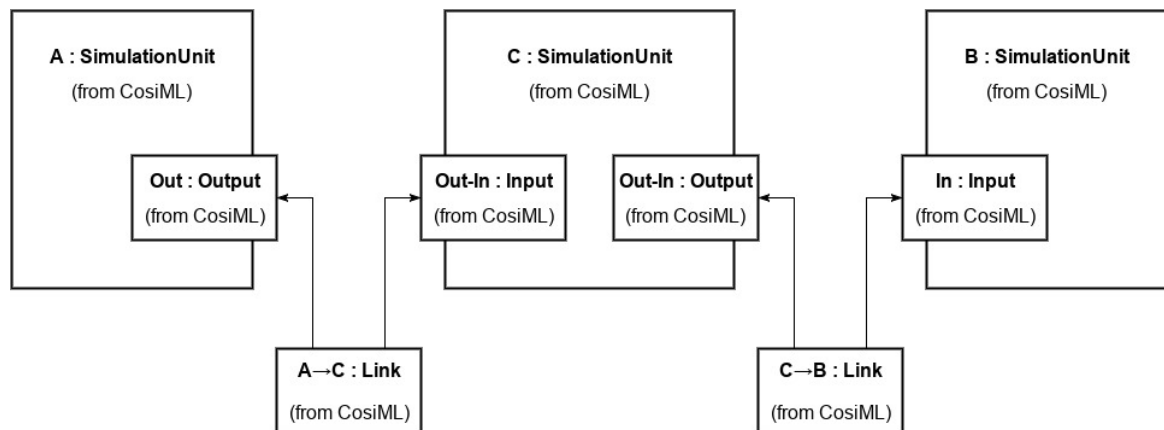 A : SimulationUnit
(from CosiML)
C : SimulationUnit
(from CosiML)
B : SimulationUnit
(from CosiML)
Out : Output
(from CosiML)
Out-In : Input
(from CosiML)
Out-In : Output
(from CosiML)
In : Input
(from CosiML)
A→C : Link
(from CosiML)
C→B : Link
(from CosiML)